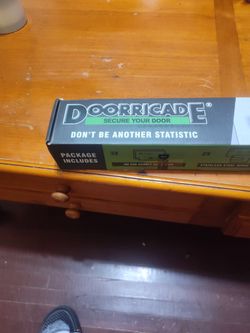 DOORRICADE®
SECURE YOUR DOOR
DON'T BE ANOTHER STATISTIC
PACKAGE
INCLUDES